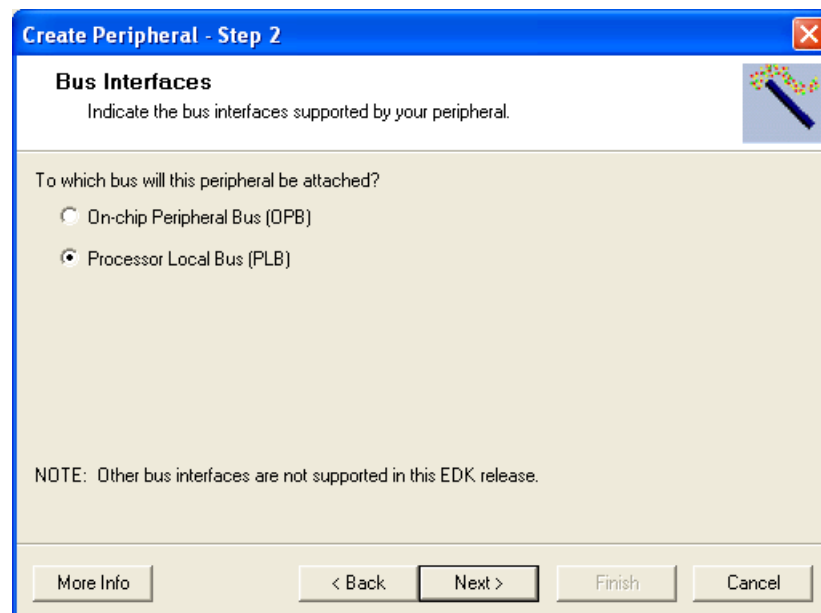 Create Peripheral - Step 2
Bus Interfaces
Indicate the bus interfaces supported by your peripheral.
To which bus will this peripheral be attached?
On-chip Peripheral Bus (OPB)
Processor Local Bus (PLB)
NOTE:  Other bus interfaces are not supported in this EDK release.
More Info
< Back
Next >
Finish
Cancel